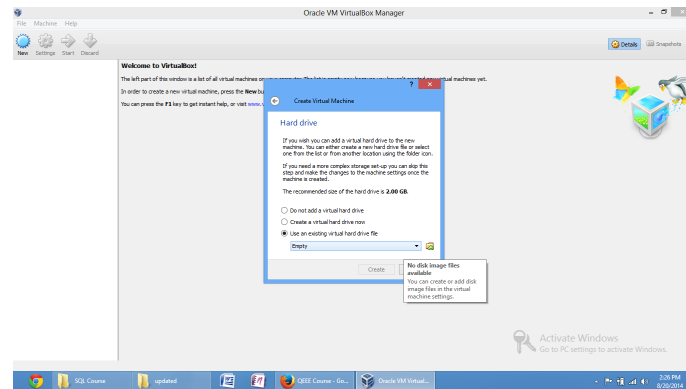 Oracle VM VirtualBox Manager
File Machine Help
New Settings Start Discard
Details Snapshots
Welcome to VirtualBox!
The left part of this window is a list of all virtual machines on your computer. The list is empty now because you haven't created any virtual machines yet.
In order to create a new virtual machine, press the New bu
You can press the F1 key to get instant help, or visit www.v
?
Create Virtual Machine
Hard drive
If you wish you can add a virtual hard drive to the new
machine. You can either create a new hard drive file or select
one from the list or from another location using the folder icon.
If you need a more complex storage set-up you can skip this
step and make the changes to the machine settings once the
machine is created.
The recommended size of the hard drive is 2.00 GB.
Do not add a virtual hard drive
Create a virtual hard drive now
Use an existing virtual hard drive file
Empty
Create
No disk image files
available
You can create or add disk
image files in the virtual
machine settings.
Activate Windows
Go to PC settings to activate Windows.
SQL Course
updated
QEEE Course - Go...
Oracle VM Virtual...
2:26 PM
8/20/2014